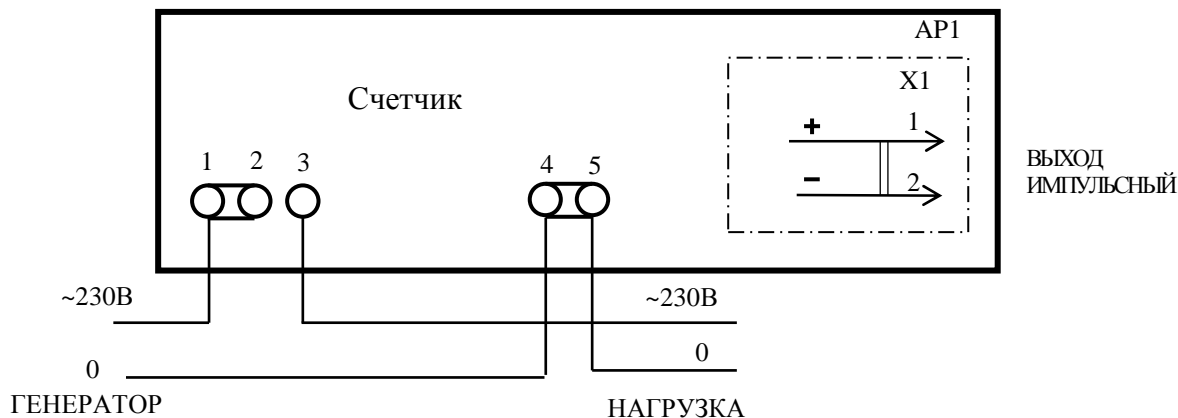 АР1
Х1
Счетчик
+ 1
1 2 3 4 5
- 2
ВЫХОД
ИМПУЛЬСНЫЙ
~230В ~230В
0 0
ГЕНЕРАТОР НАГРУЗКА